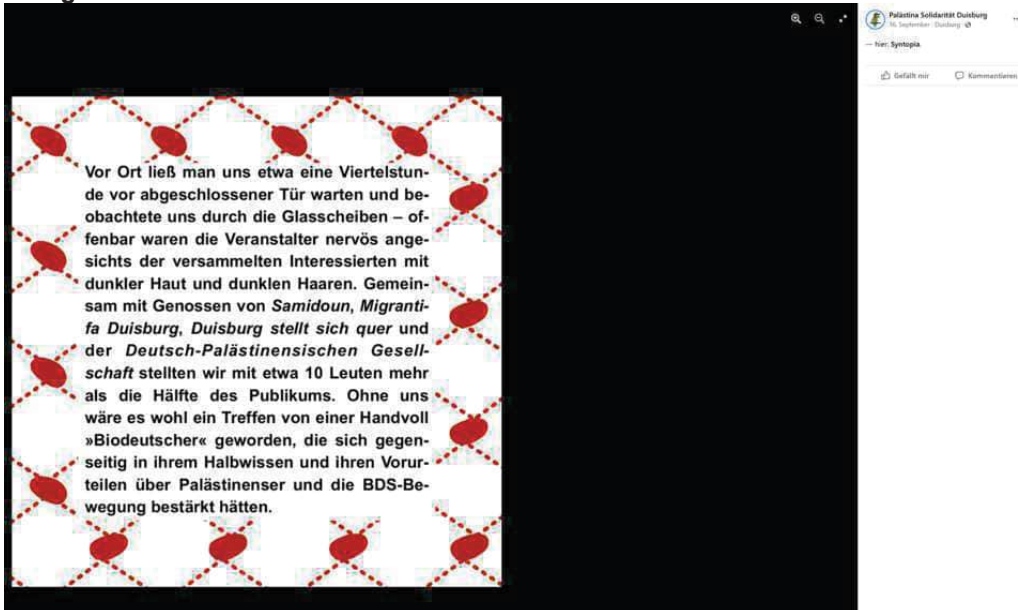 Vor Ort ließ man uns etwa eine Viertelstun-
de vor abgeschlossener Tür warten und be-
obachtete uns durch die Glasscheiben – of-
fenbar waren die Veranstalter nervös ange-
sichts der versammelten Interessierten mit
dunkler Haut und dunklen Haaren. Gemein-
sam mit Genossen von Samidoun, Migranti-
fa Duisburg, Duisburg stellt sich quer und
der Deutsch-Palästinensischen Gesell-
schaft stellten wir mit etwa 10 Leuten mehr
als die Hälfte des Publikums. Ohne uns
wäre es wohl ein Treffen von einer Handvoll
»Biodeutscher« geworden, die sich gegen-
seitig in ihrem Halbwissen und ihren Vorur-
teilen über Palästinenser und die BDS-Be-
wegung bestärkt hätten.
Palästina Solidarität Duisburg
September · Duisburg
— hier: Syntopia.
Gefällt mir
Kommentieren